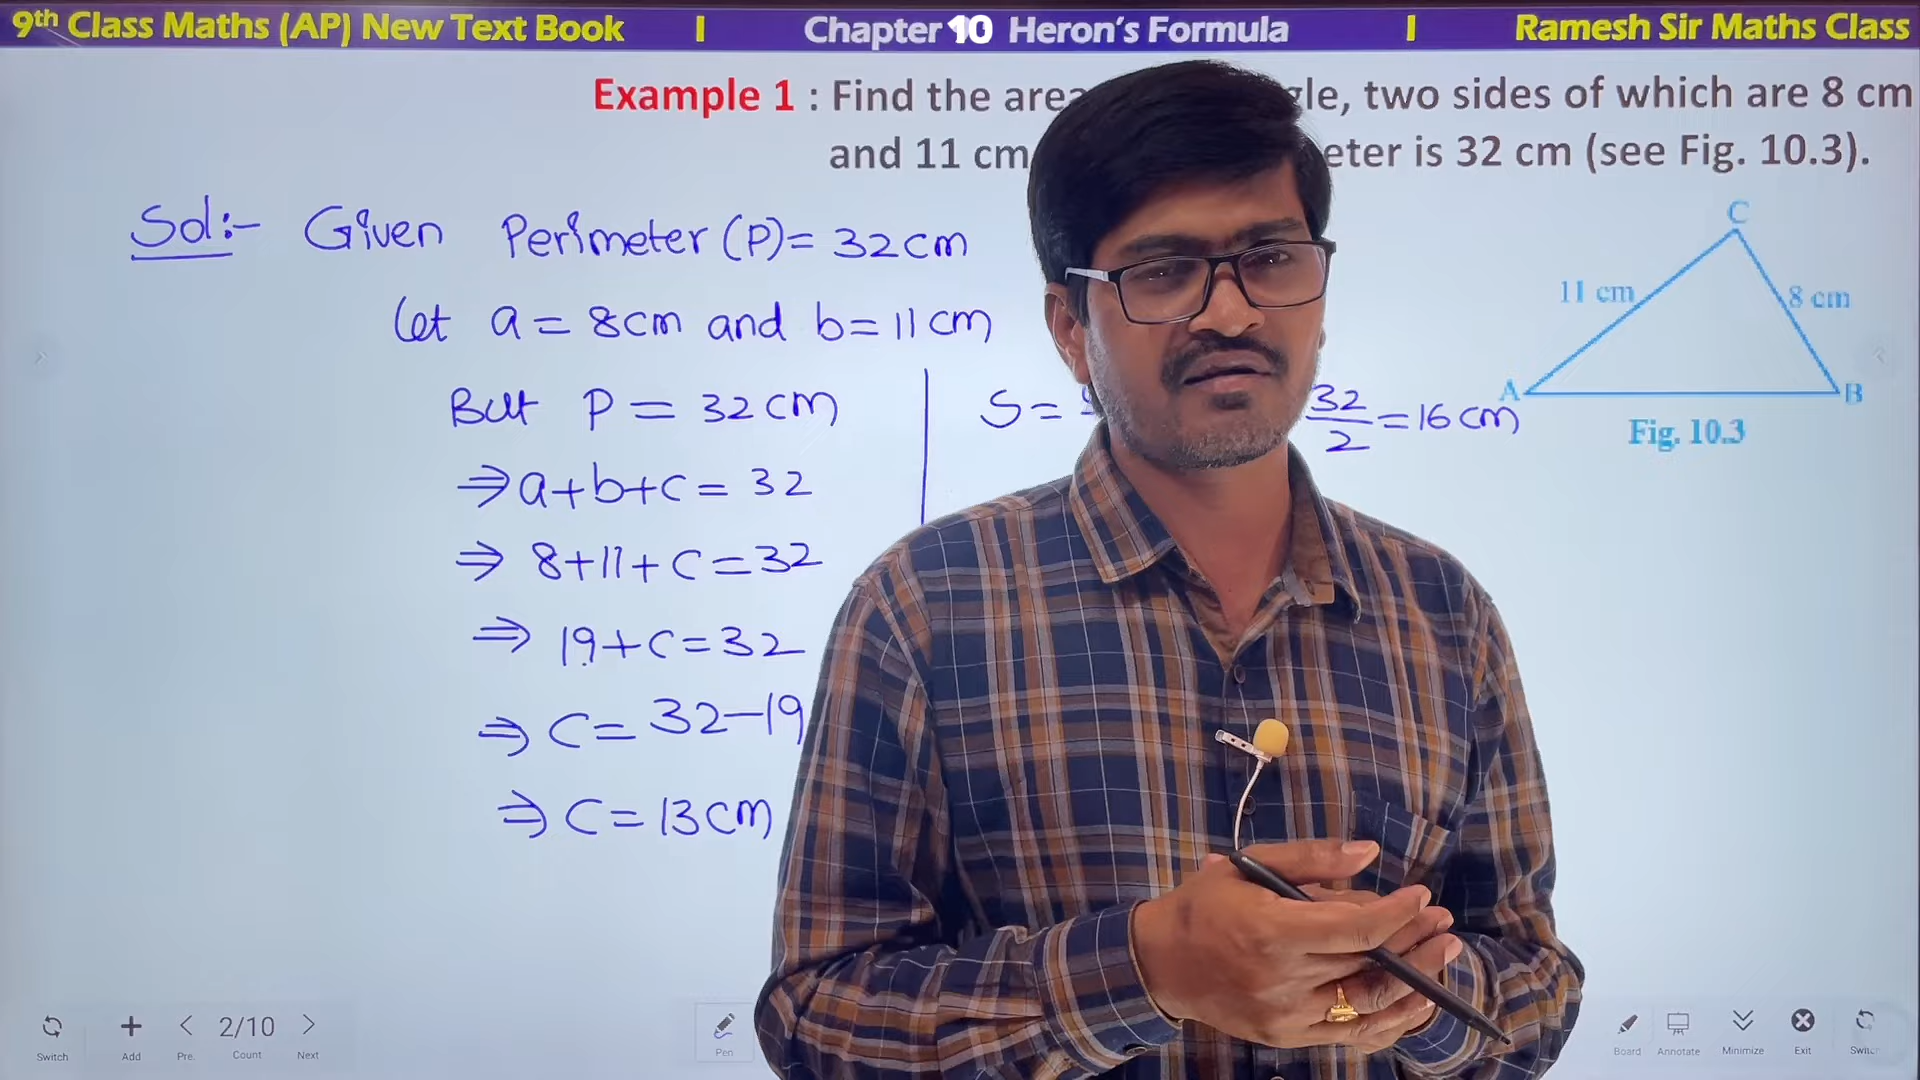 9th Class Maths (AP) New Text Book | Chapter 10 Heron's Formula | Ramesh Sir Maths Class
Example 1 : Find the area le, two sides of which are 8 cm
and 11 cm eter is 32 cm (see Fig. 10.3).
Sol:- Given Perimeter (P) = 32 cm
Let a = 8cm and b = 11 cm
But P = 32 cm
⇒ a+b+c = 32
⇒ 8+11+c = 32
⇒ 19+c = 32
⇒ c = 32-19
⇒ c = 13 cm
S = 32/2 = 16 cm
C
11 cm
8 cm
A
B
Fig. 10.3
2/10
Switch Add Pre. Count Next
Pen
Board Annotate Minimize Exit